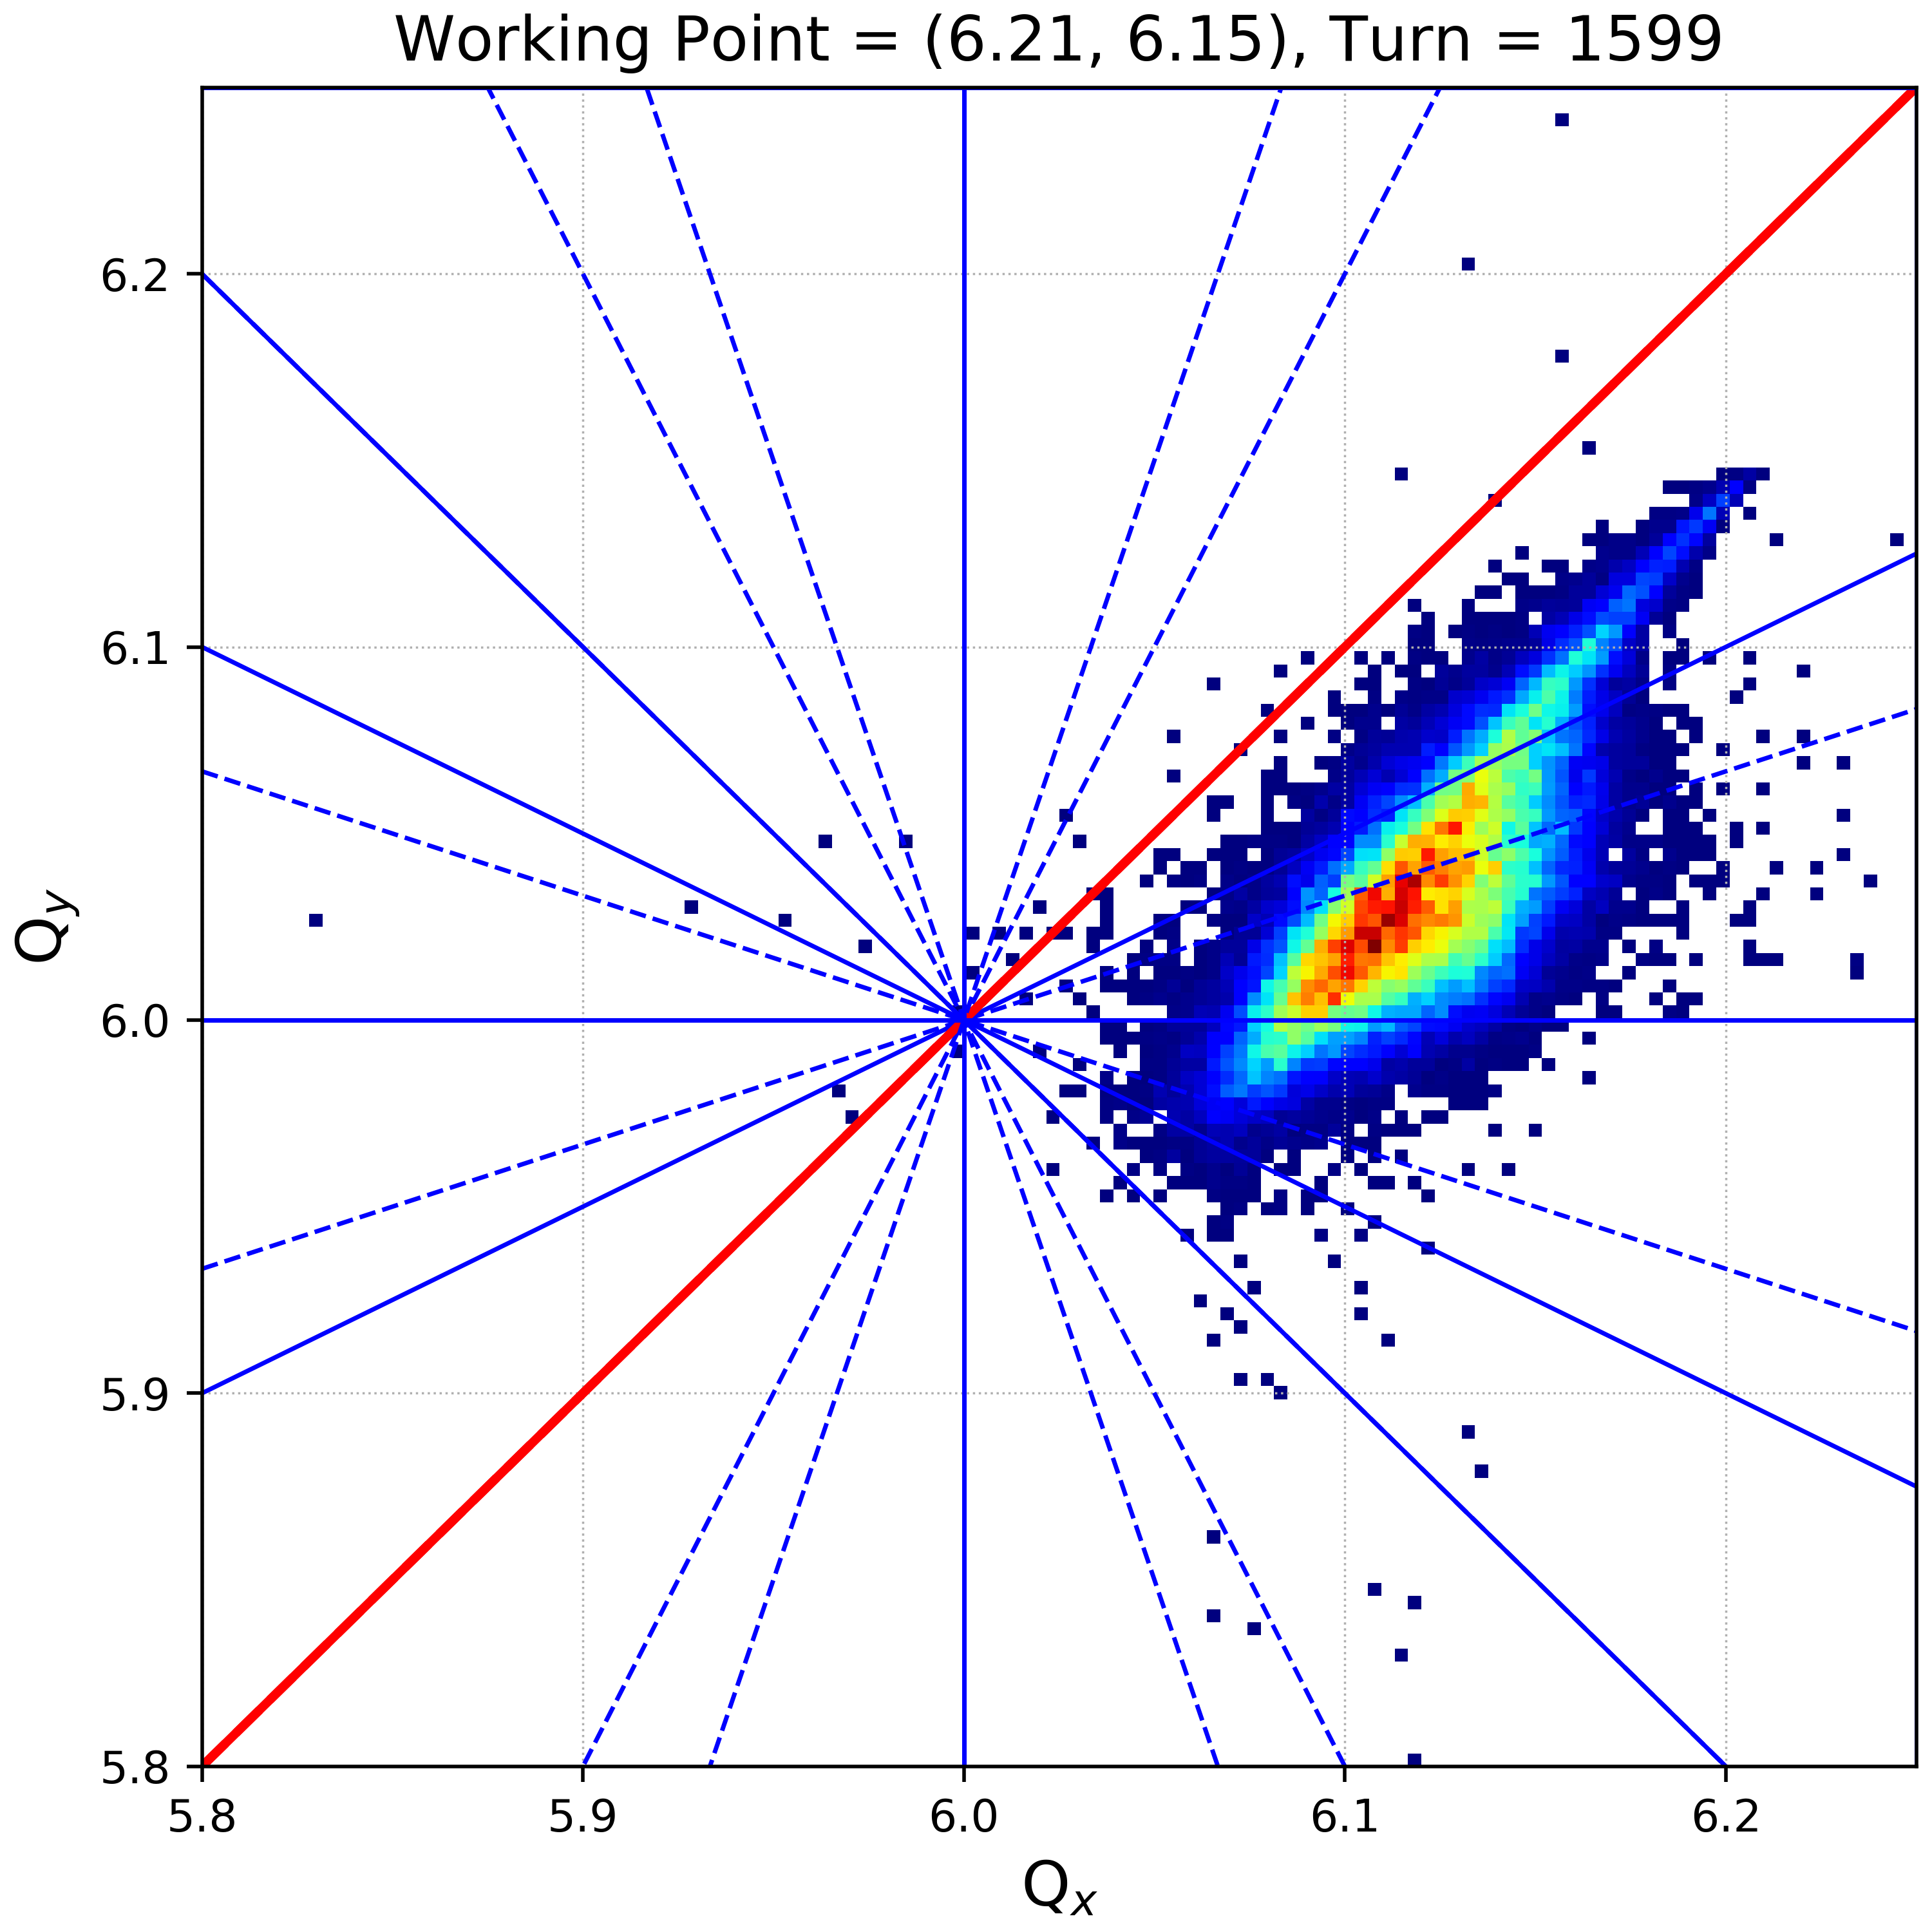 Working Point = (6.21, 6.15), Turn = 1599
6.2
6.1
6.0
5.9
5.8
Qy
5.8 5.9 6.0 6.1 6.2
Qx